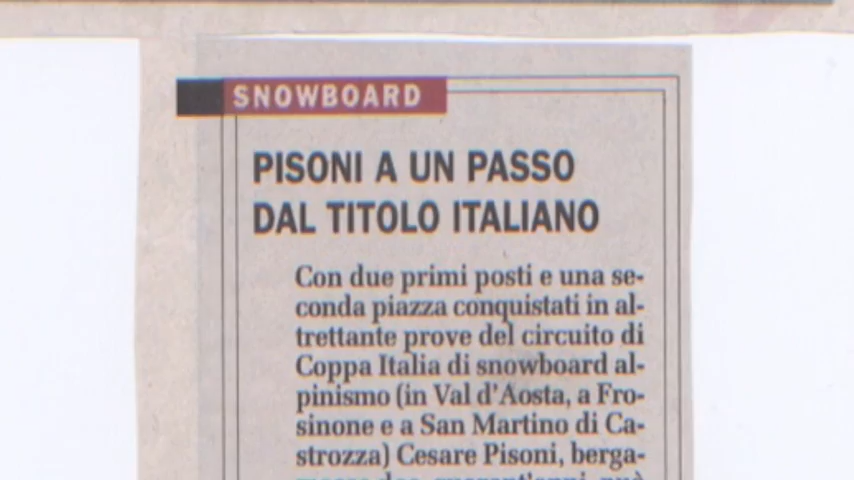 SNOWBOARD
PISONI A UN PASSO
DAL TITOLO ITALIANO
Con due primi posti e una se-
conda piazza conquistati in al-
trettante prove del circuito di
Coppa Italia di snowboard al-
pinismo (in Val d'Aosta, a Fro-
sinone e a San Martino di Ca-
strozza) Cesare Pisoni, berga-